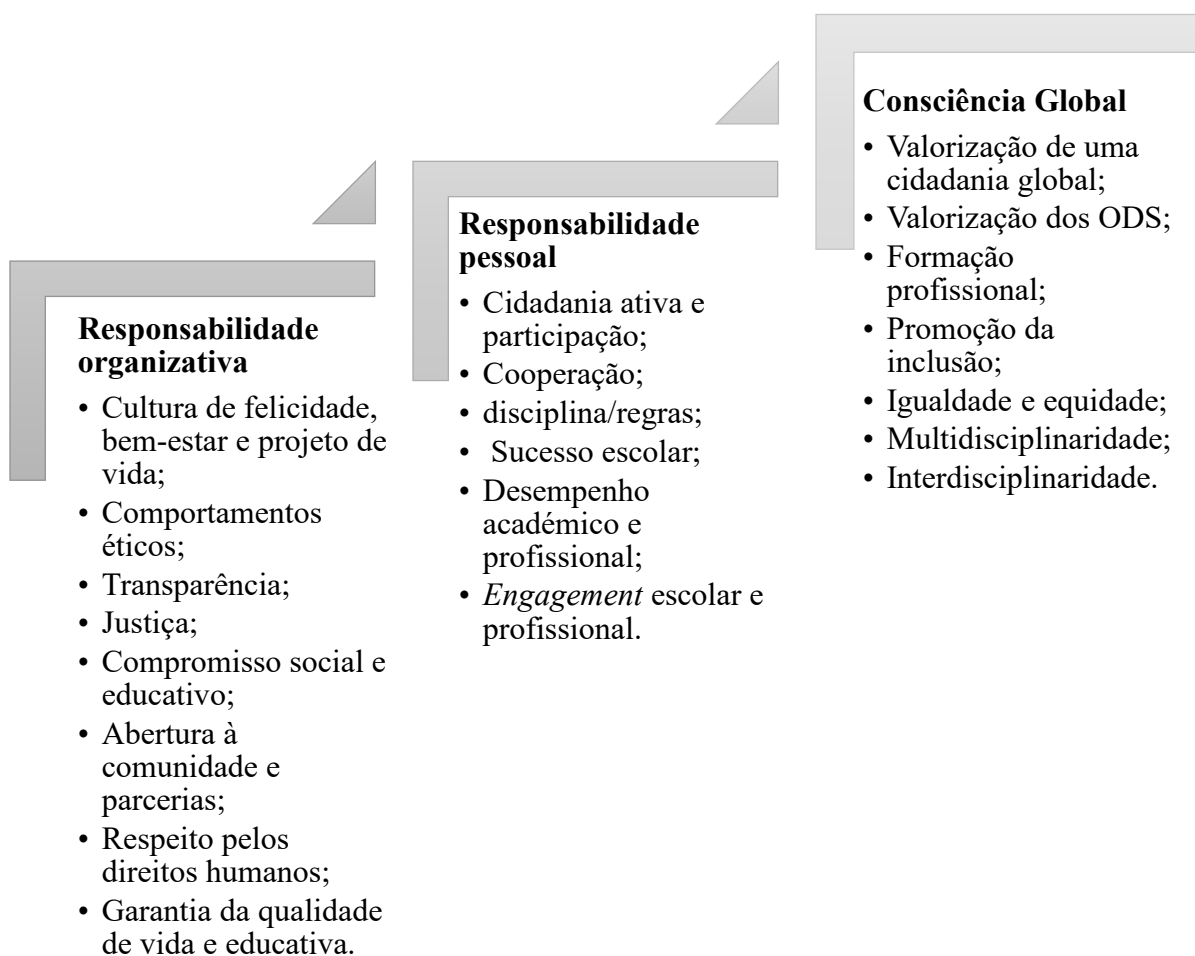 Responsabilidade
organizativa
• Cultura de felicidade,
bem-estar e projeto de
vida;
• Comportamentos
éticos;
• Transparência;
• Justiça;
• Compromisso social e
educativo;
• Abertura à
comunidade e
parcerias;
• Respeito pelos
direitos humanos;
• Garantia da qualidade
de vida e educativa.
Responsabilidade
pessoal
• Cidadania ativa e
participação;
• Cooperação;
• disciplina/regras;
• Sucesso escolar;
• Desempenho
académico e
profissional;
• Engagement escolar e
profissional.
Consciência Global
• Valorização de uma
cidadania global;
• Valorização dos ODS;
• Formação
profissional;
• Promoção da
inclusão;
• Igualdade e equidade;
• Multidisciplinaridade;
• Interdisciplinaridade.